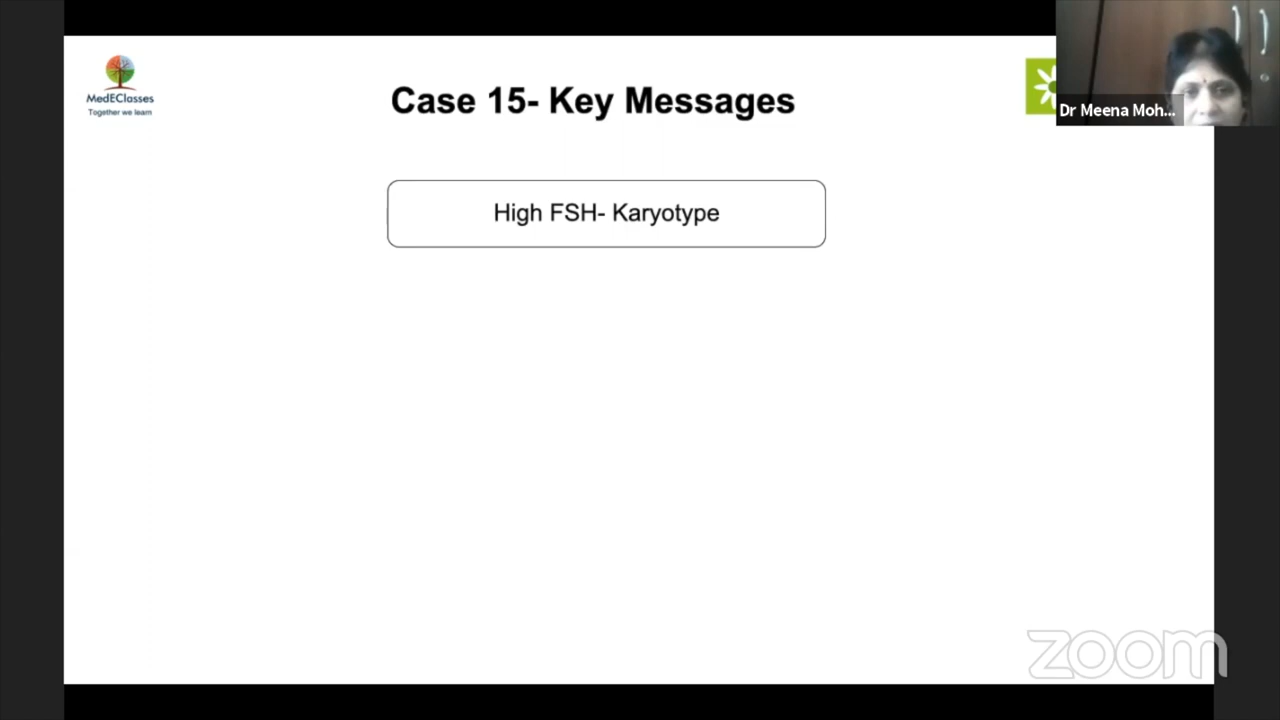 MedEClasses
Together we learn
Case 15- Key Messages
Dr Meena Moh...
High FSH- Karyotype
zoom